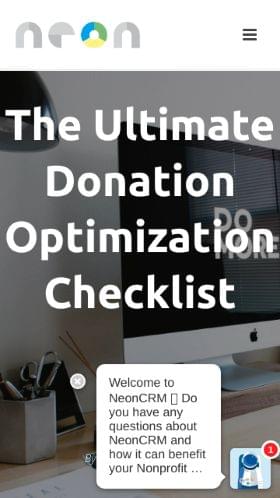 neon
The Ultimate
Donation
Optimization
Checklist
DO
MORE
By
Welcome to
NeonCRM ▯ Do
you have any
questions about
NeonCRM and
how it can benefit
your Nonprofit ...
1